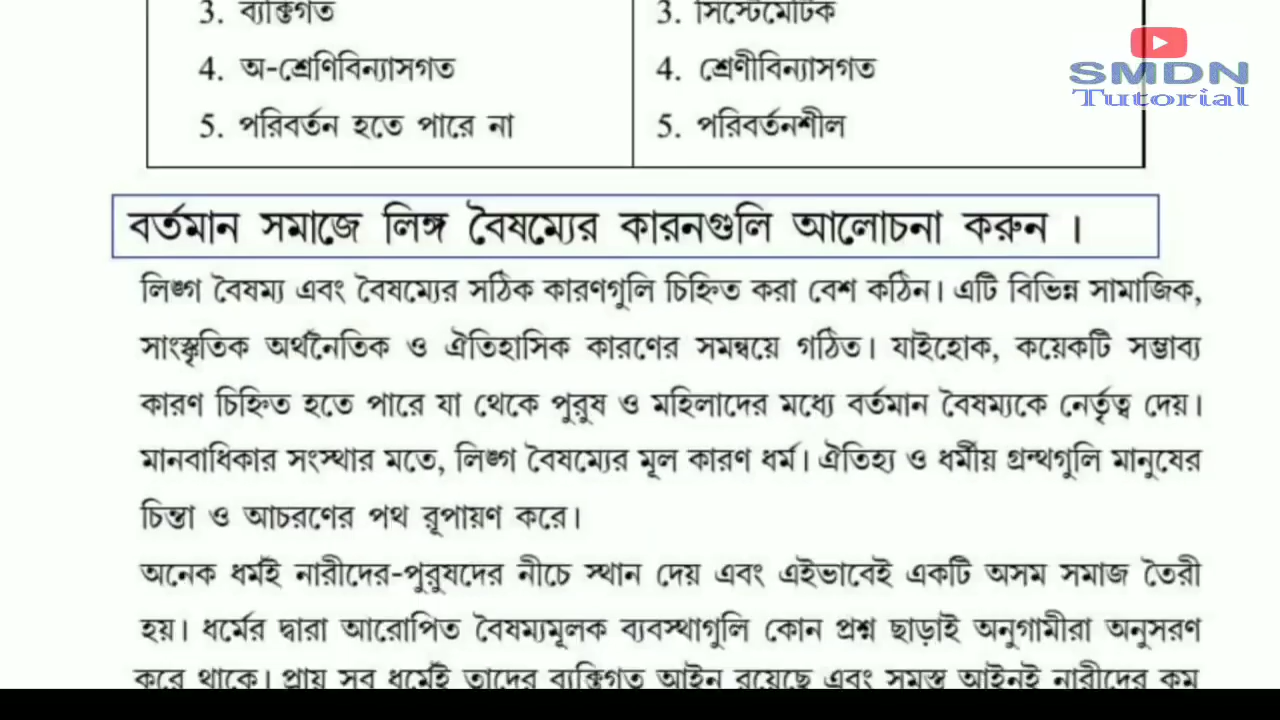 3. ব্যক্তিগত
3. সিস্টেমেটিক
4. অ-শ্রেণিবিন্যাসগত
4. শ্রেণীবিন্যাসগত
5. পরিবর্তন হতে পারে না
5. পরিবর্তনশীল
SMDN
Tutorial
বর্তমান সমাজে লিঙ্গ বৈষম্যের কারনগুলি আলোচনা করুন ।
লিঙ্গ বৈষম্য এবং বৈষম্যের সঠিক কারণগুলি চিহ্নিত করা বেশ কঠিন। এটি বিভিন্ন সামাজিক,
সাংস্কৃতিক অর্থনৈতিক ও ঐতিহাসিক কারণের সমন্বয়ে গঠিত। যাইহোক, কয়েকটি সম্ভাব্য
কারণ চিহ্নিত হতে পারে যা থেকে পুরুষ ও মহিলাদের মধ্যে বর্তমান বৈষম্যকে নের্তৃত্ব দেয়।
মানবাধিকার সংস্থার মতে, লিঙ্গ বৈষম্যের মূল কারণ ধর্ম। ঐতিহ্য ও ধর্মীয় গ্রন্থগুলি মানুষের
চিন্তা ও আচরণের পথ রূপায়ণ করে।
অনেক ধর্মই নারীদের-পুরুষদের নীচে স্থান দেয় এবং এইভাবেই একটি অসম সমাজ তৈরী
হয়। ধর্মের দ্বারা আরোপিত বৈষম্যমূলক ব্যবস্থাগুলি কোন প্রশ্ন ছাড়াই অনুগামীরা অনুসরণ
করে থাকে। প্রায় সব ধর্মেই তাদের ব্যক্তিগত আইন রয়েছে এবং সমস্ত আইনই নারীদের কম